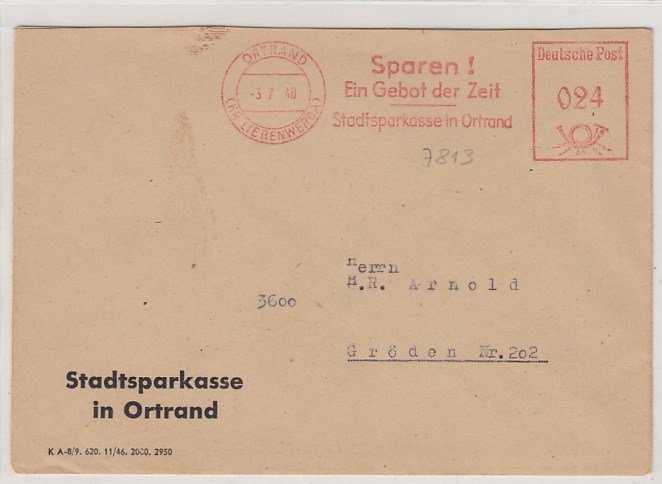 ORTRAND
-3 7 48
(KR LIEBENWERDA)
Sparen !
Ein Gebot der Zeit
Stadtsparkasse in Ortrand
Deutsche Post
024
7813
Herrn
H.R. Arnold
3600
Gröden Nr.202
Stadtsparkasse
in Ortrand
K A-8/9. 620. 11/46. 2000. 2950